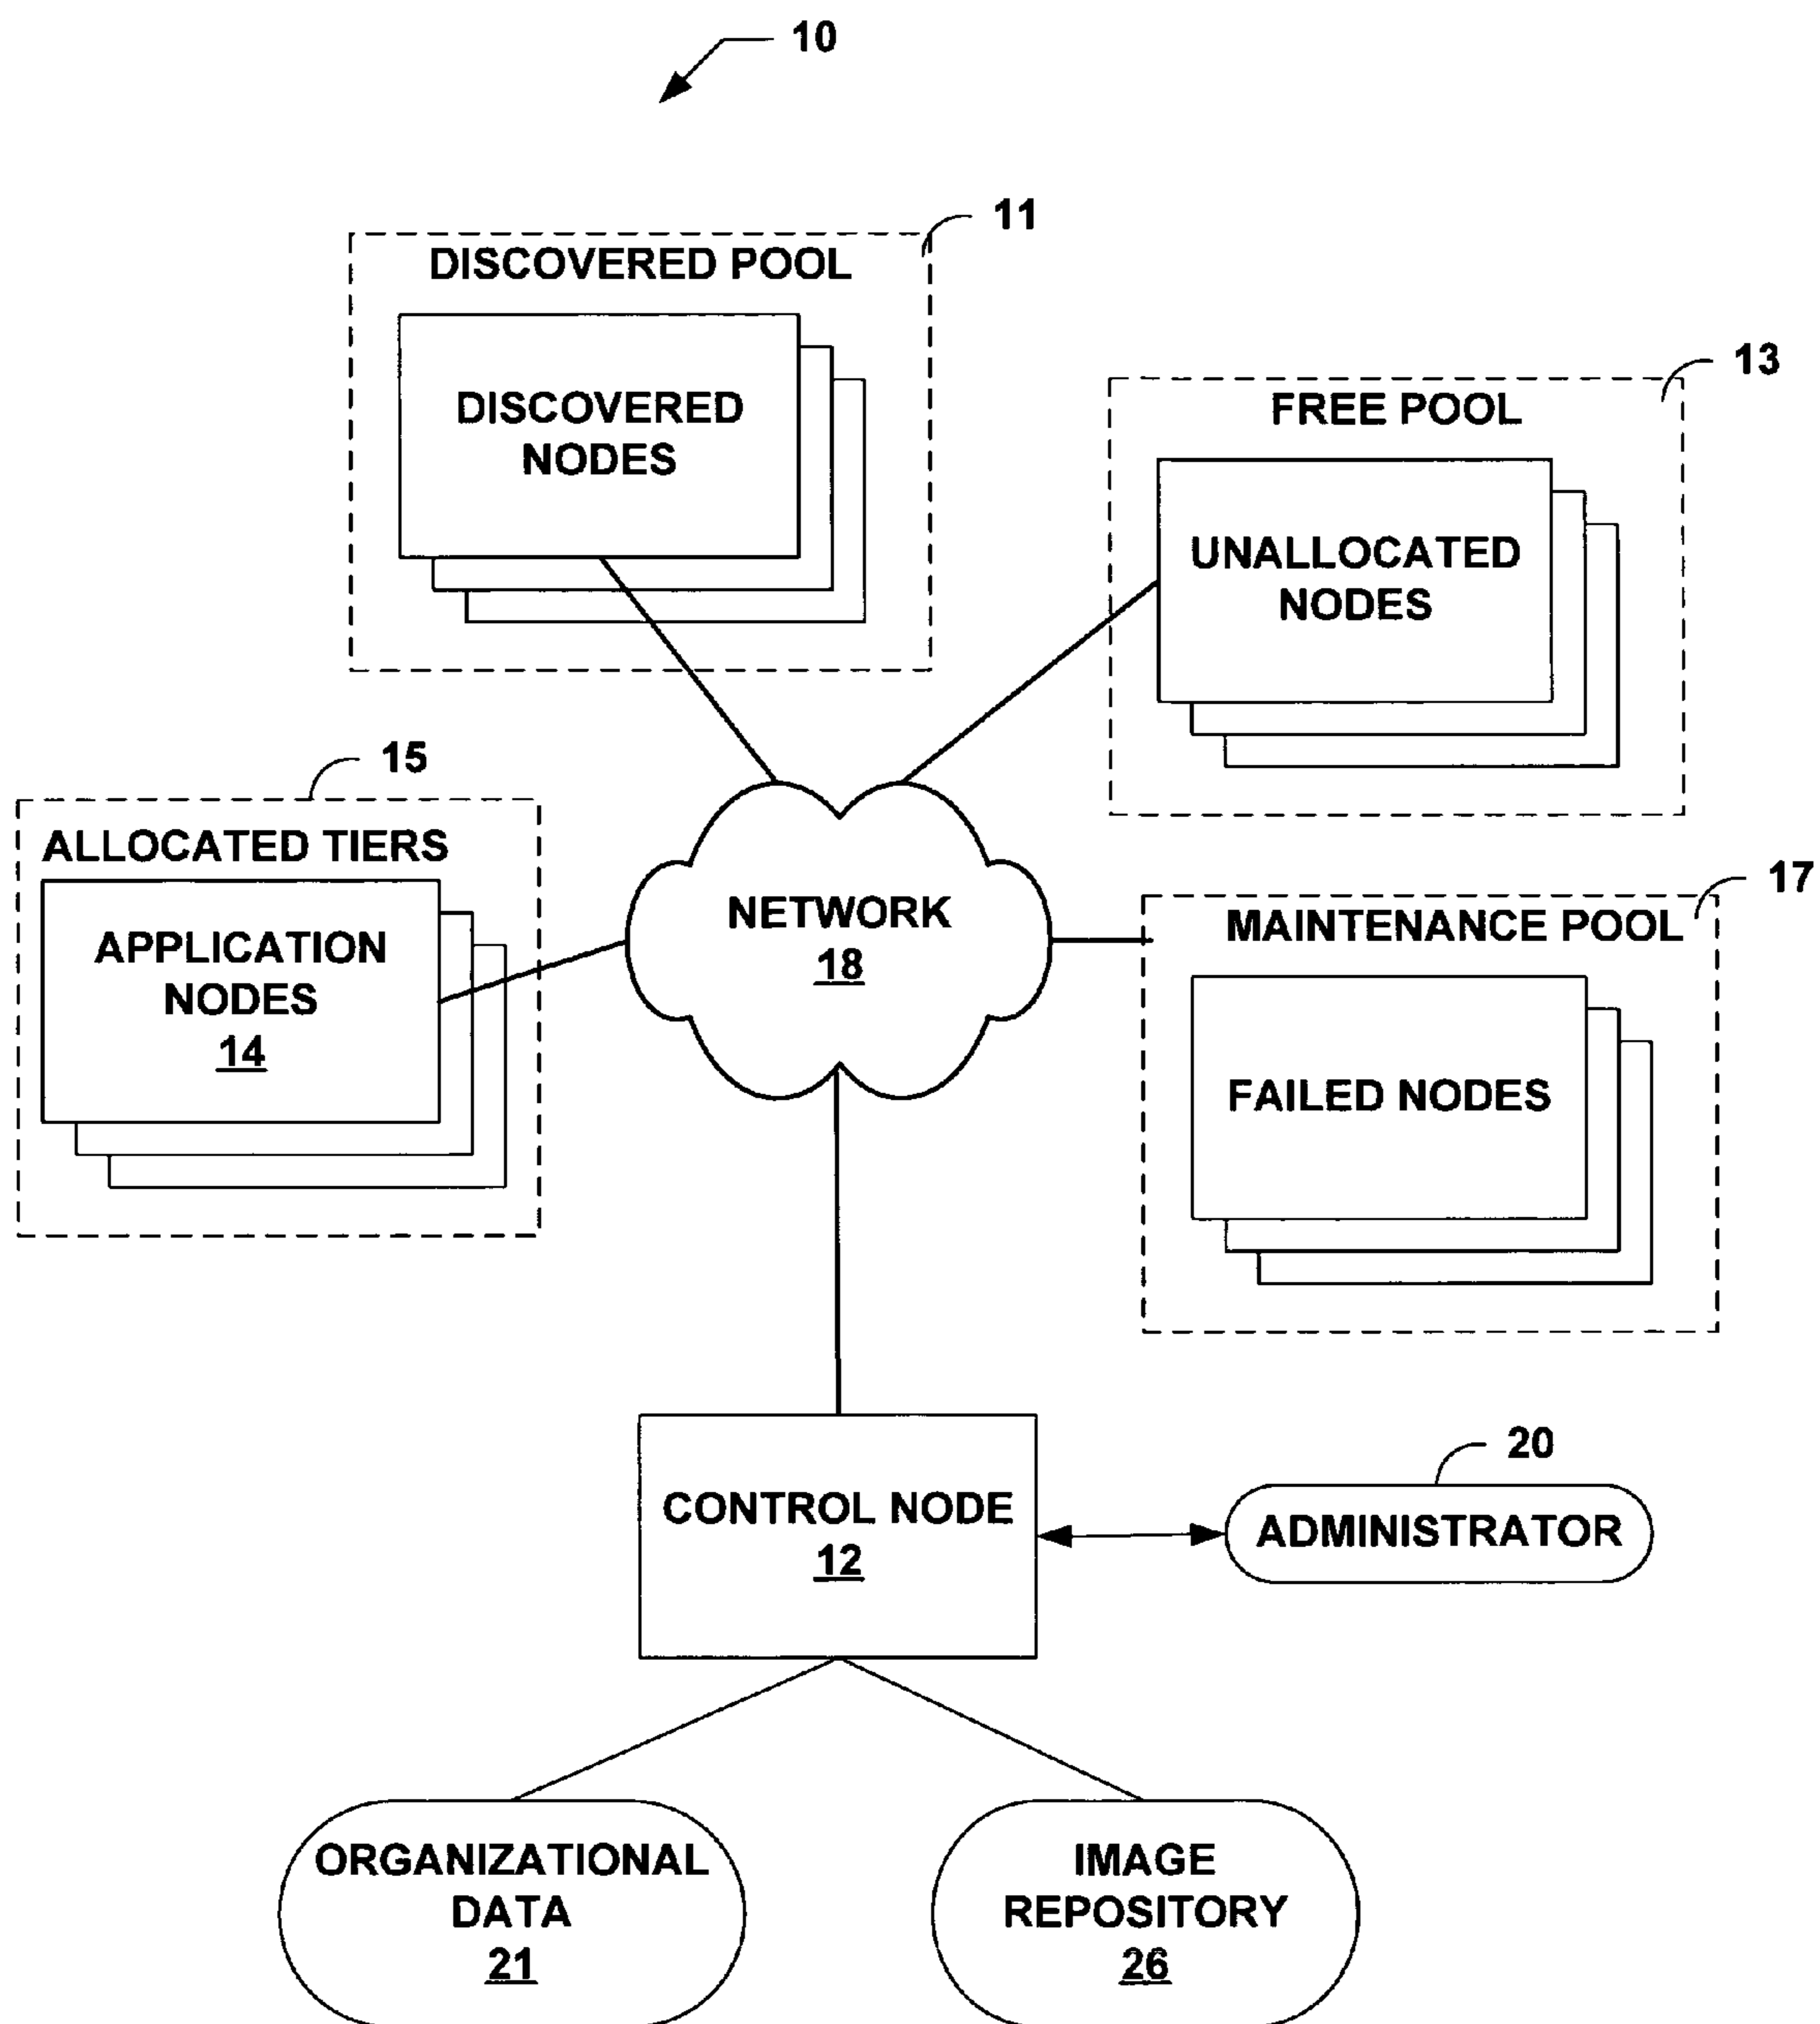 10
11
DISCOVERED POOL
DISCOVERED
NODES
13
FREE POOL
UNALLOCATED
NODES
15
ALLOCATED TIERS
APPLICATION
NODES
14
NETWORK
18
17
MAINTENANCE POOL
FAILED NODES
CONTROL NODE
12
20
ADMINISTRATOR
ORGANIZATIONAL
DATA
21
IMAGE
REPOSITORY
26